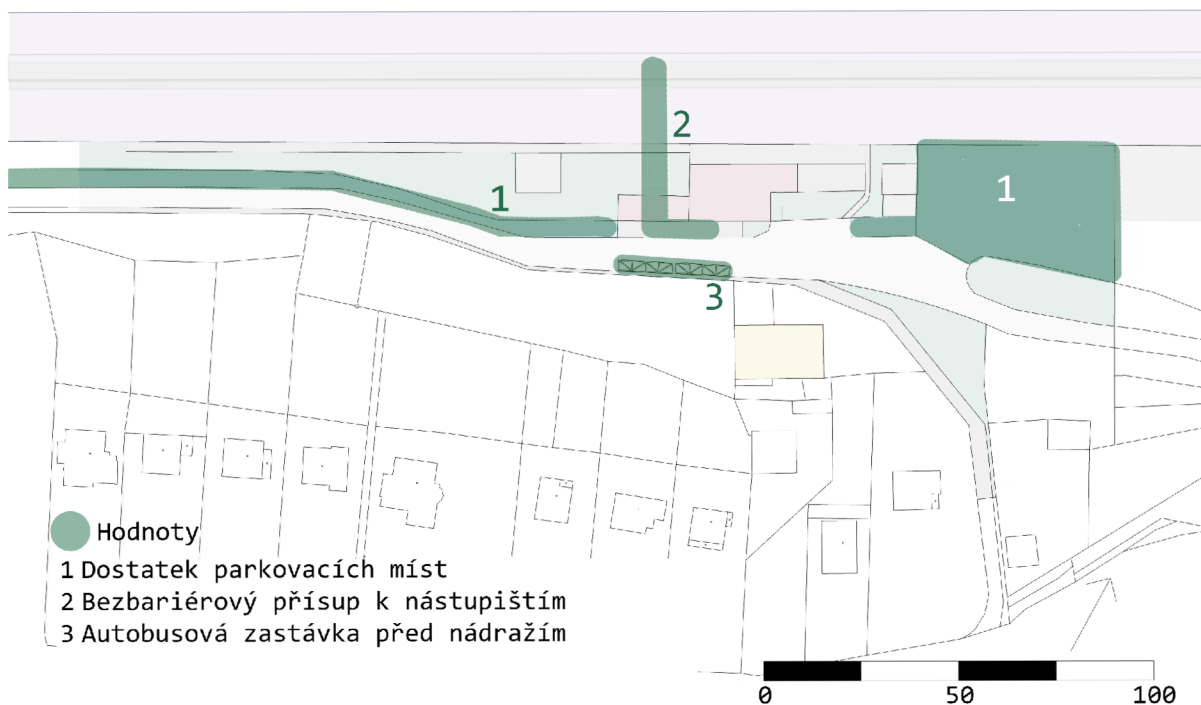 2
1
1
3
Hodnoty
1 Dostatek parkovacích míst
2 Bezbariérový přísup k nástupištím
3 Autobusová zastávka před nádražím
0 50 100